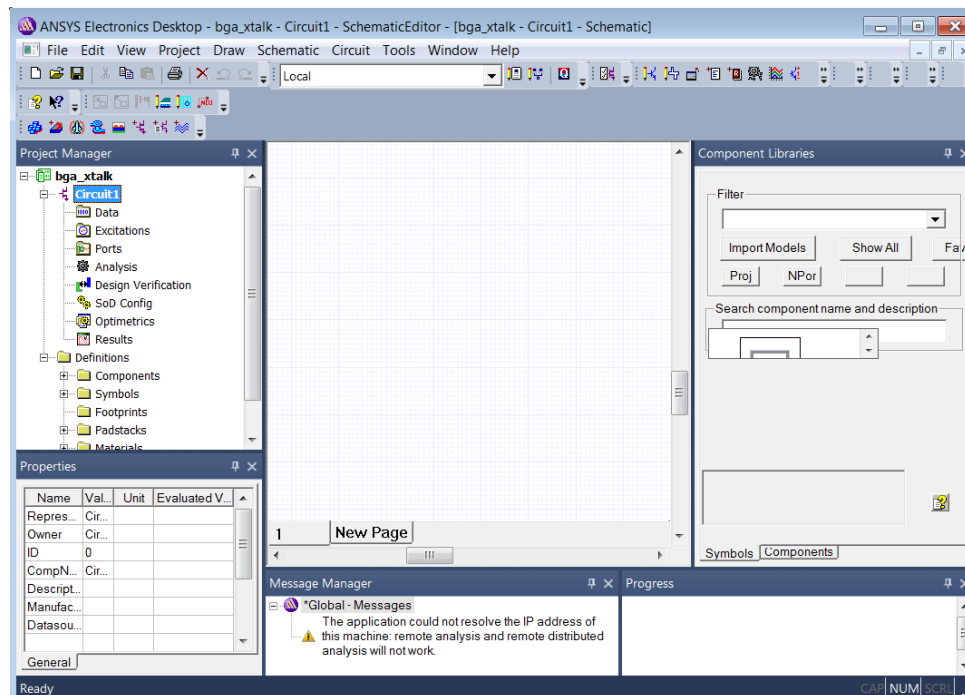 ANSYS Electronics Desktop - bga_xtalk - Circuit1 - SchematicEditor - [bga_xtalk - Circuit1 - Schematic]
File Edit View Project Draw Schematic Circuit Tools Window Help
Local
Project Manager
bga_xtalk
Circuit1
Data
Excitations
Ports
Analysis
Design Verification
SoD Config
Optimetrics
Results
Definitions
Components
Symbols
Footprints
Padstacks
Materials
Properties
Name Val... Unit Evaluated V...
Repres... Cir...
Owner Cir...
ID 0
CompN... Cir...
Descript...
Manufac...
Datasou...
General
1 New Page
Component Libraries
Filter
Import Models Show All Fav
Proj NPor
Search component name and description
Symbols Components
Message Manager
*Global - Messages
The application could not resolve the IP address of
this machine: remote analysis and remote distributed
analysis will not work.
Progress
Ready
CAP NUM SCRL